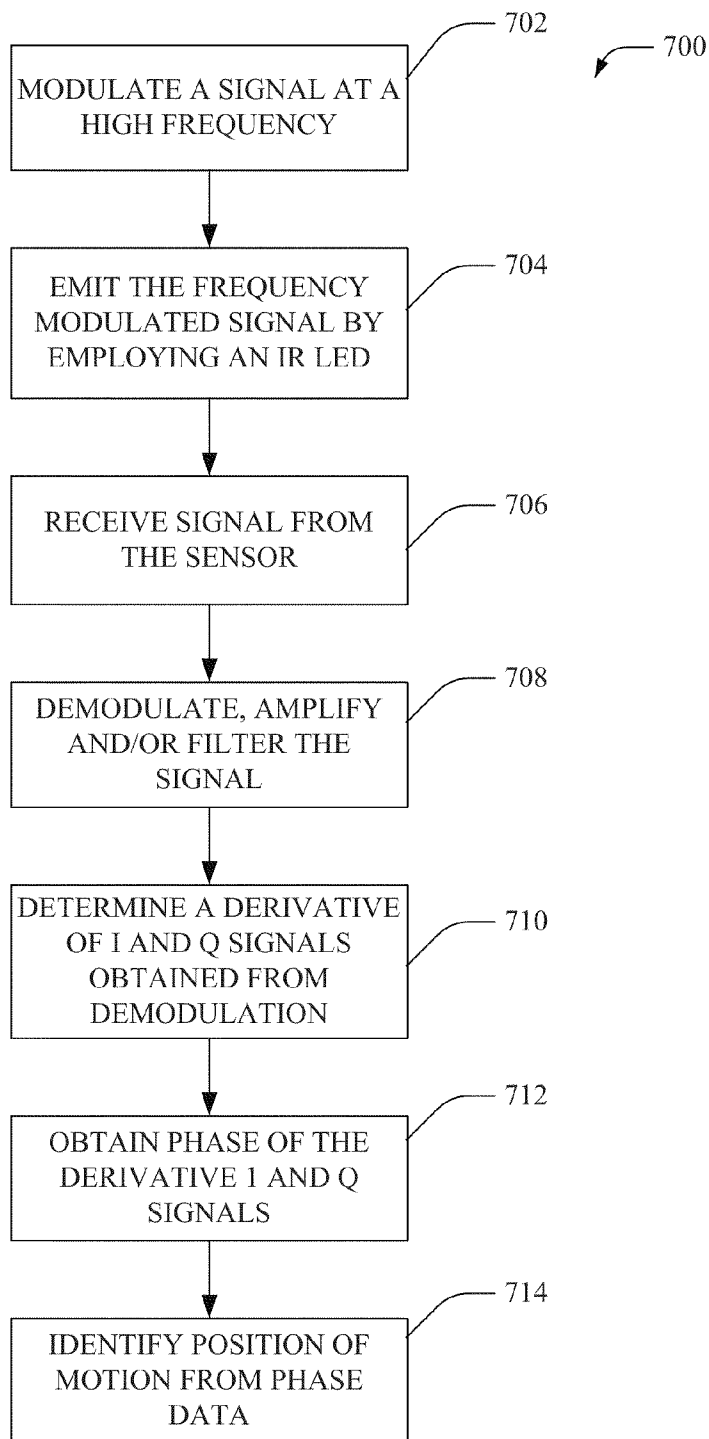 702
700
MODULATE A SIGNAL AT A
HIGH FREQUENCY
704
EMIT THE FREQUENCY
MODULATED SIGNAL BY
EMPLOYING AN IR LED
706
RECEIVE SIGNAL FROM
THE SENSOR
708
DEMODULATE, AMPLIFY
AND/OR FILTER THE
SIGNAL
710
DETERMINE A DERIVATIVE
OF I AND Q SIGNALS
OBTAINED FROM
DEMODULATION
712
OBTAIN PHASE OF THE
DERIVATIVE 1 AND Q
SIGNALS
714
IDENTIFY POSITION OF
MOTION FROM PHASE
DATA